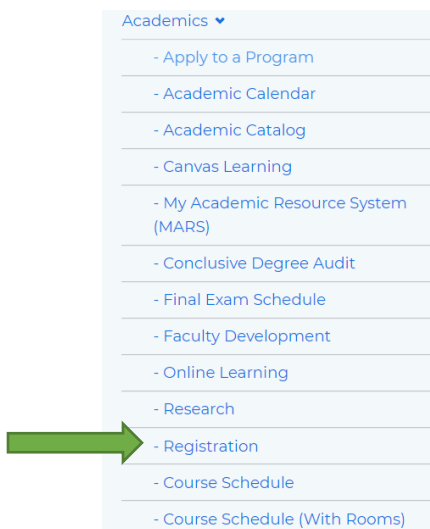 Academics
- Apply to a Program
- Academic Calendar
- Academic Catalog
- Canvas Learning
- My Academic Resource System
(MARS)
- Conclusive Degree Audit
- Final Exam Schedule
- Faculty Development
- Online Learning
- Research
- Registration
- Course Schedule
- Course Schedule (With Rooms)